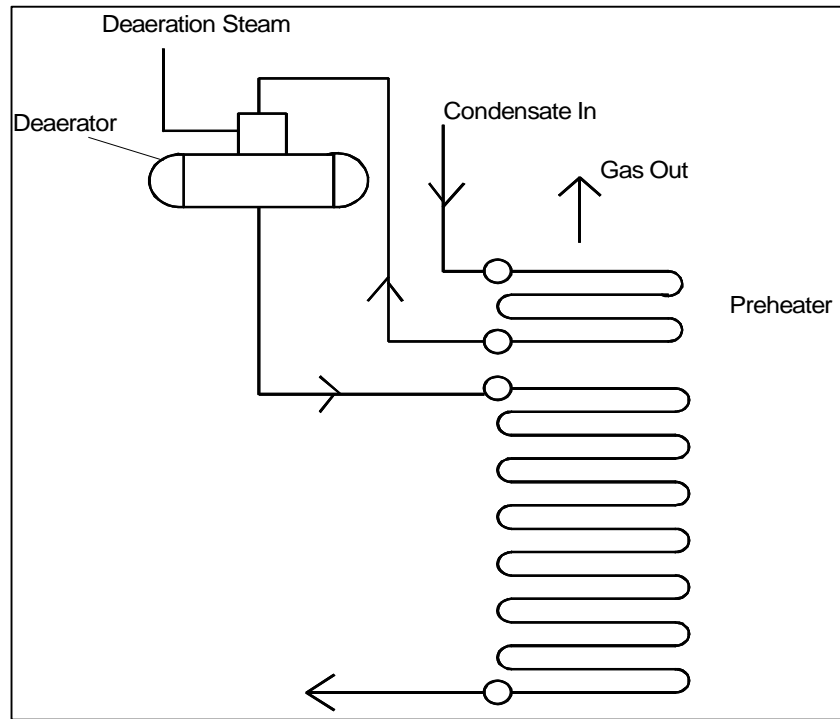 Deaeration Steam
Deaerator
Condensate In
Gas Out
Preheater